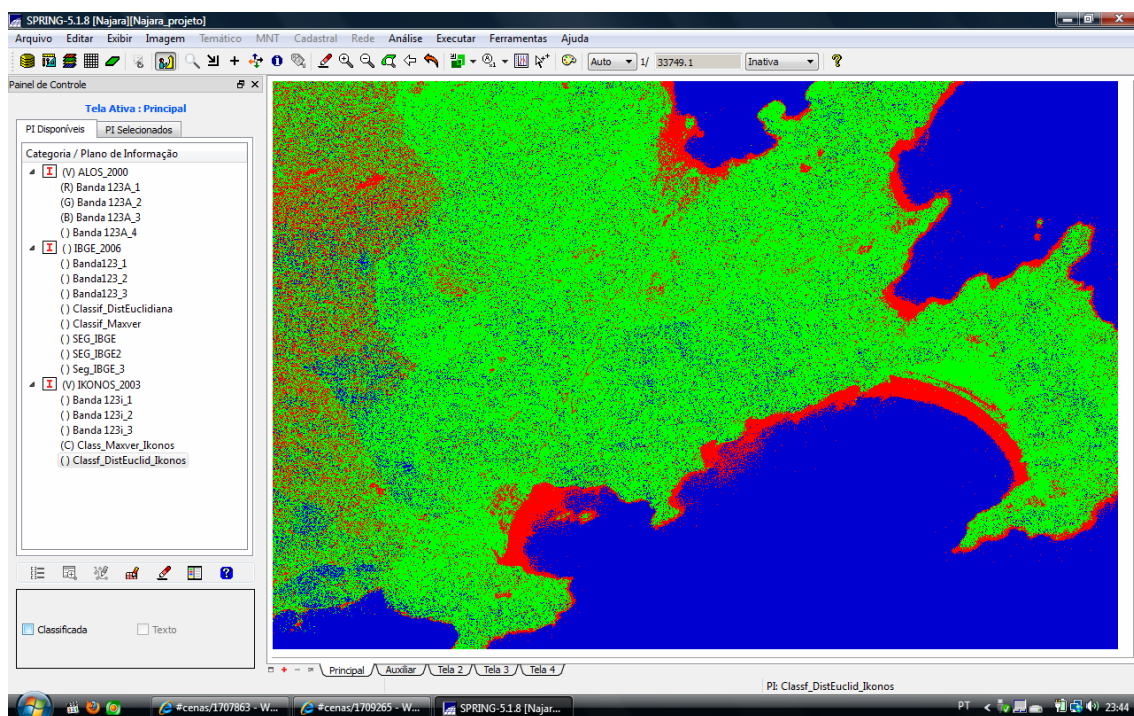 SPRING-5.1.8 [Najara][Najara_projeto]
Arquivo Editar Exibir Imagem Temático MNT Cadastral Rede Análise Executar Ferramentas Ajuda
Auto 1/ 33749.1 Inativa
Painel de Controle
Tela Ativa : Principal
PI Disponíveis PI Selecionados
Categoria / Plano de Informação
(V) ALOS_2000
(R) Banda 123A_1
(G) Banda 123A_2
(B) Banda 123A_3
( ) Banda 123A_4
( ) IBGE_2006
( ) Banda123_1
( ) Banda123_2
( ) Banda123_3
( ) Classif_DistEuclidiana
( ) Classif_Maxver
( ) SEG_IBGE
( ) SEG_IBGE2
( ) Seg_IBGE_3
(V) IKONOS_2003
( ) Banda 123i_1
( ) Banda 123i_2
( ) Banda 123i_3
(C) Class_Maxver_Ikonos
( ) Classf_DistEuclid_Ikonos
Classificada Texto
Principal Auxiliar Tela 2 Tela 3 Tela 4
PI: Classf_DistEuclid_Ikonos
#cenas/1707863 - W... #cenas/1709265 - W... SPRING-5.1.8 [Najar... PT 23:44